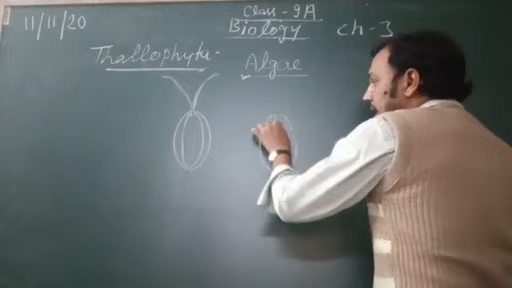 11/11/20
Class-9A
Biology ch-3
Thallophyta.
Algae